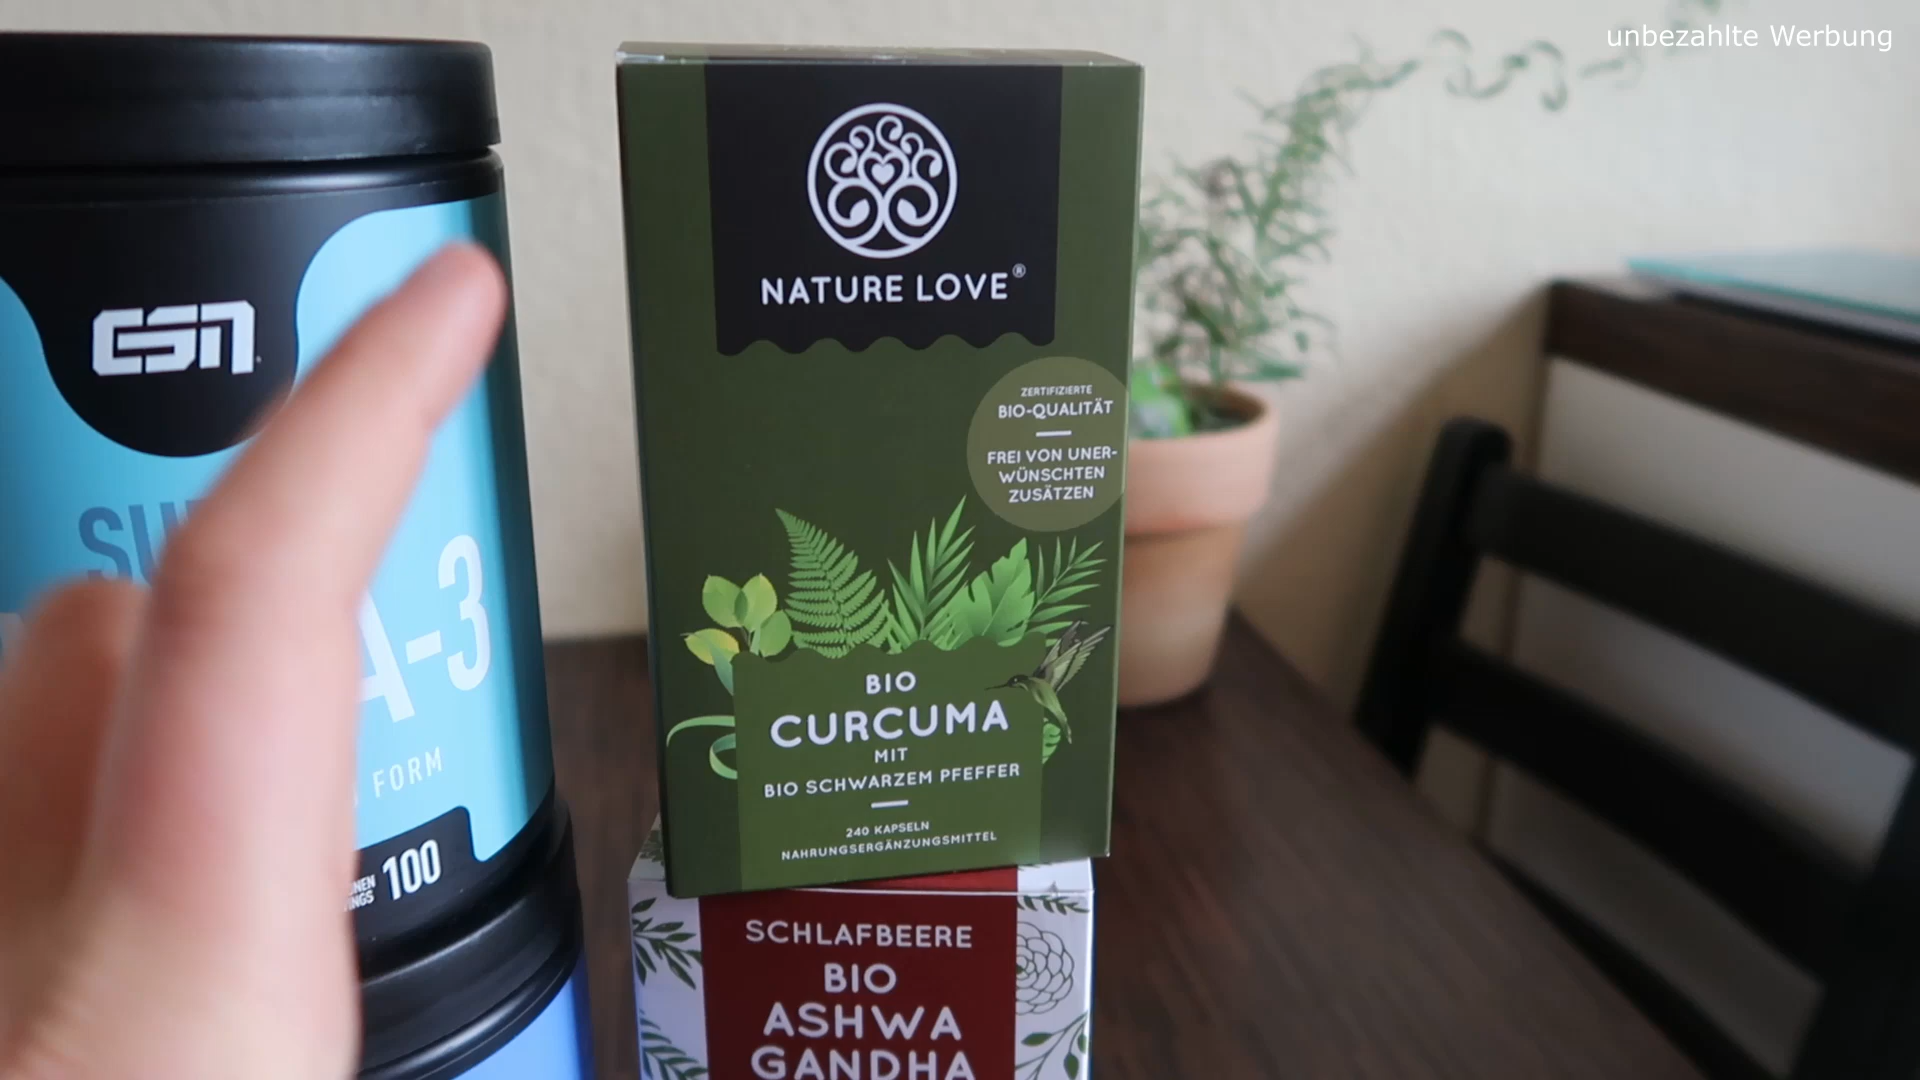 unbezahlte Werbung
ESN
A-3
FORM
100
NATURE LOVE®
ZERTIFIZIERTE
BIO-QUALITÄT
FREI VON UNER-
WÜNSCHTEN
ZUSÄTZEN
BIO
CURCUMA
MIT
BIO SCHWARZEM PFEFFER
240 KAPSELN
NAHRUNGSERGÄNZUNGSMITTEL
SCHLAFBEERE
BIO
ASHWA
GANDHA